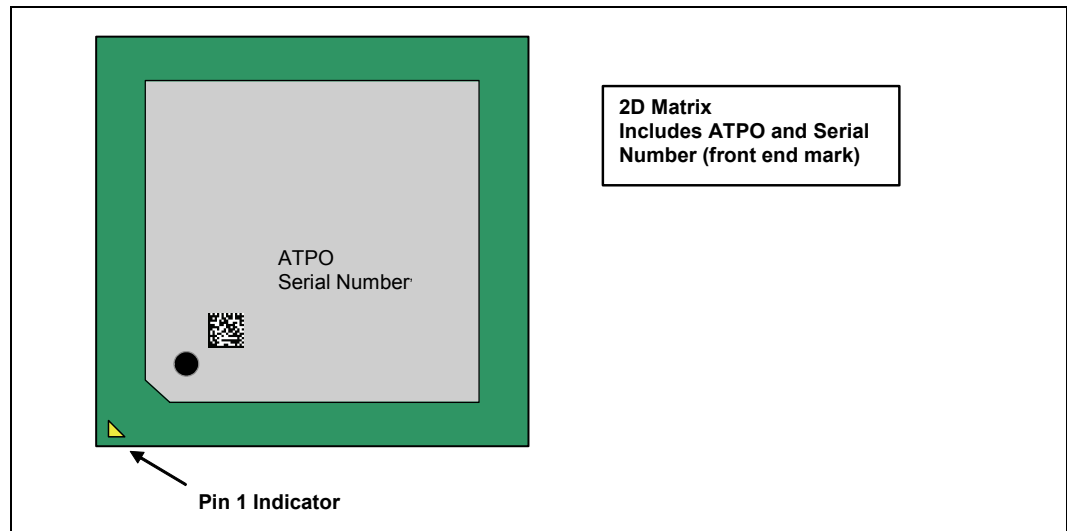 2D Matrix
Includes ATPO and Serial
Number (front end mark)
ATPO
Serial Number
Pin 1 Indicator